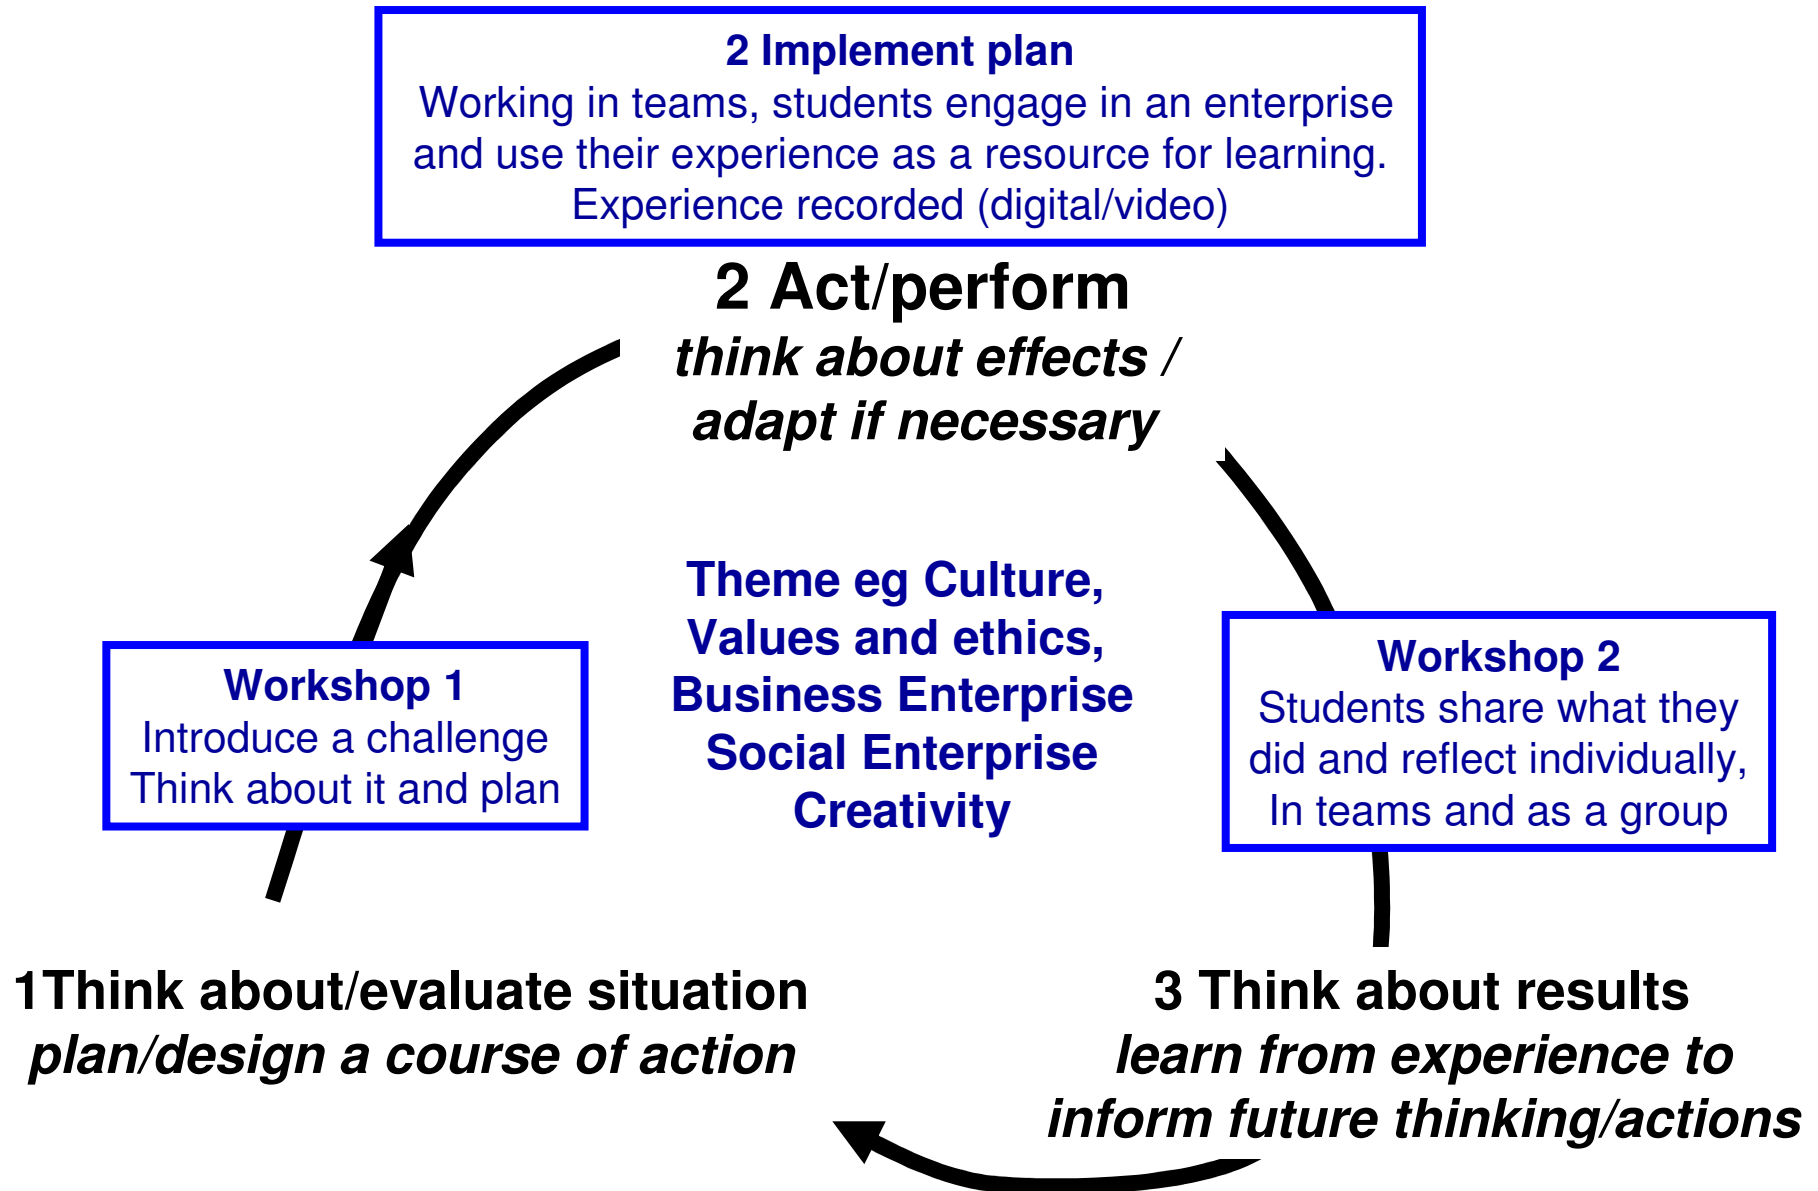 2 Implement plan
Working in teams, students engage in an enterprise
and use their experience as a resource for learning.
Experience recorded (digital/video)
2 Act/perform
think about effects /
adapt if necessary
Theme eg Culture,
Values and ethics,
Business Enterprise
Social Enterprise
Creativity
Workshop 1
Introduce a challenge
Think about it and plan
Workshop 2
Students share what they
did and reflect individually,
In teams and as a group
1Think about/evaluate situation
plan/design a course of action
3 Think about results
learn from experience to
inform future thinking/actions